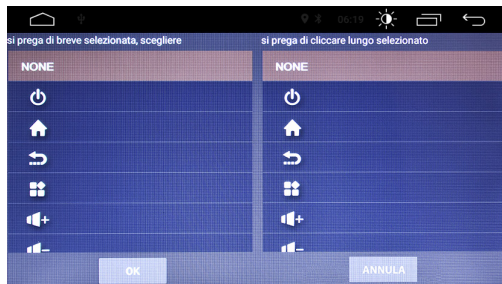 06:19
si prega di breve selezionata, scegliere
si prega di cliccare lungo selezionato
NONE
NONE
OK
ANNULA